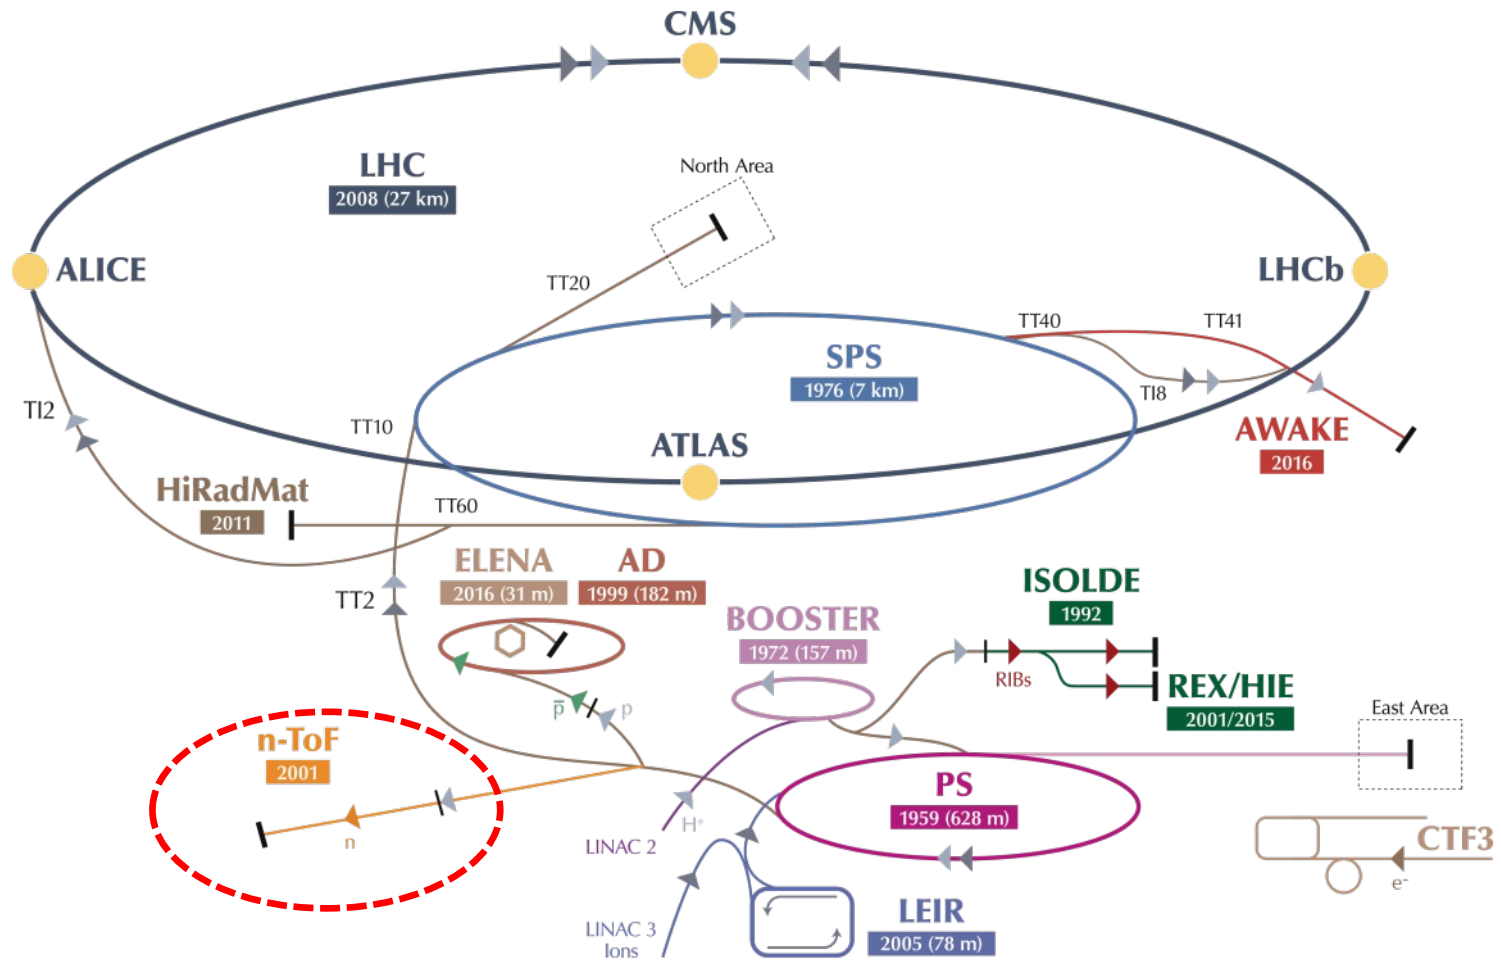 CMS
LHC
2008 (27 km)
North Area
ALICE
LHCb
TT20
TT40
TT41
SPS
1976 (7 km)
TI8
TI2
TT10
ATLAS
AWAKE
2016
HiRadMat
2011
TT60
ELENA
2016 (31 m)
AD
1999 (182 m)
TT2
ISOLDE
1992
BOOSTER
1972 (157 m)
RIBs
REX/HIE
2001/2015
p̅
p
East Area
n-ToF
2001
PS
1959 (628 m)
n
H⁺
LINAC 2
CTF3
e⁻
LEIR
2005 (78 m)
LINAC 3
Ions